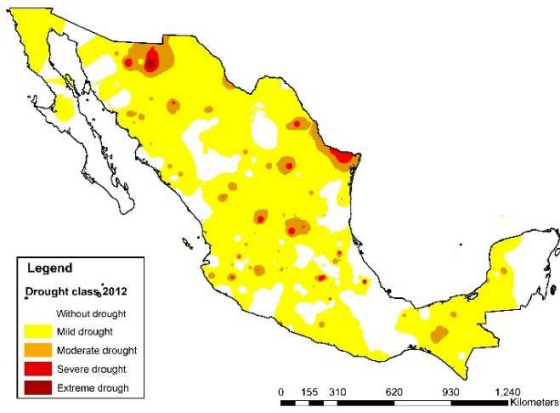 Legend
Drought class 2012
Without drought
Mild drought
Moderate drought
Severe drought
Extreme drough
0 155 310 620 930 1,240
Kilometers